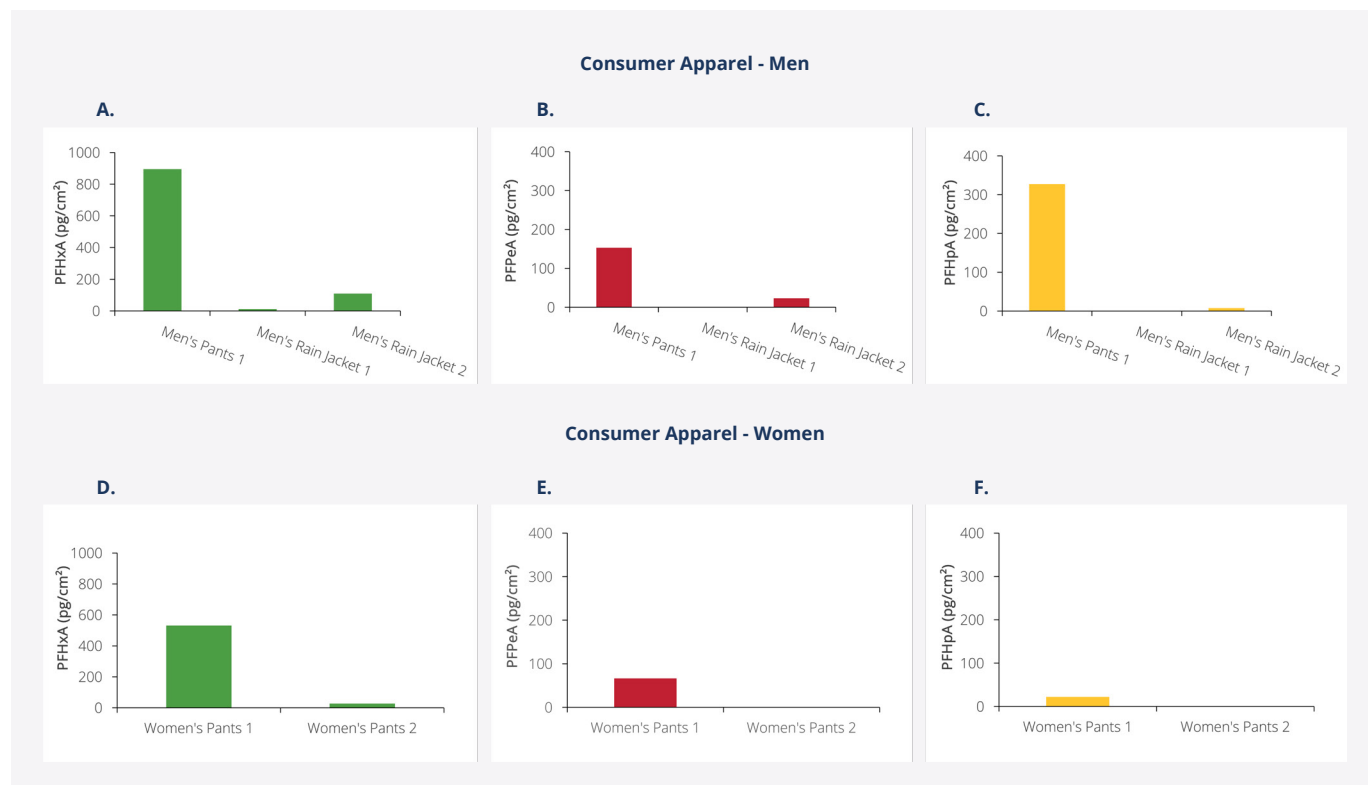 Consumer Apparel - Men
A.
PFHxA (pg/cm²)
1000
800
600
400
200
0
Men's Pants 1
Men's Rain Jacket 1
Men's Rain Jacket 2
B.
PFPeA (pg/cm²)
400
300
200
100
0
Men's Pants 1
Men's Rain Jacket 1
Men's Rain Jacket 2
C.
PFHpA (pg/cm²)
400
300
200
100
0
Men's Pants 1
Men's Rain Jacket 1
Men's Rain Jacket 2
Consumer Apparel - Women
D.
PFHxA (pg/cm²)
1000
800
600
400
200
0
Women's Pants 1
Women's Pants 2
E.
PFPeA (pg/cm²)
400
300
200
100
0
Women's Pants 1
Women's Pants 2
F.
PFHpA (pg/cm²)
400
300
200
100
0
Women's Pants 1
Women's Pants 2